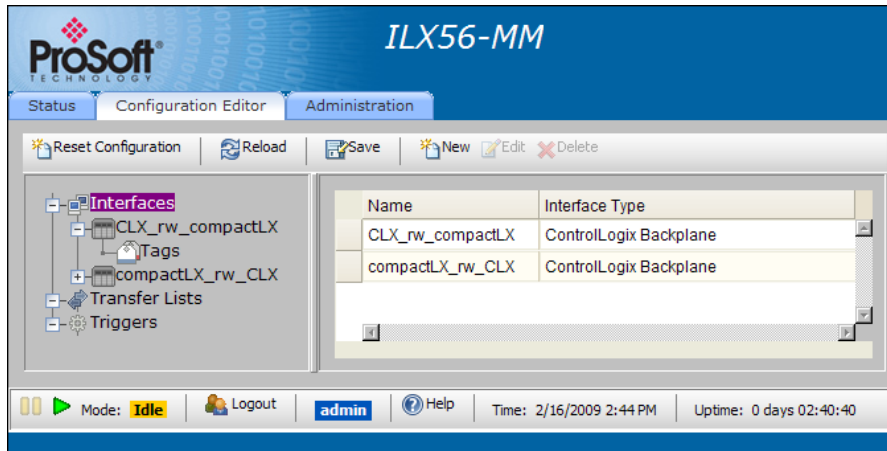 ProSoft®
TECHNOLOGY
ILX56-MM
Status Configuration Editor Administration
Reset Configuration Reload Save New Edit Delete
Interfaces
CLX_rw_compactLX
Tags
compactLX_rw_CLX
Transfer Lists
Triggers
Name Interface Type
CLX_rw_compactLX ControlLogix Backplane
compactLX_rw_CLX ControlLogix Backplane
Mode: Idle Logout admin Help Time: 2/16/2009 2:44 PM Uptime: 0 days 02:40:40